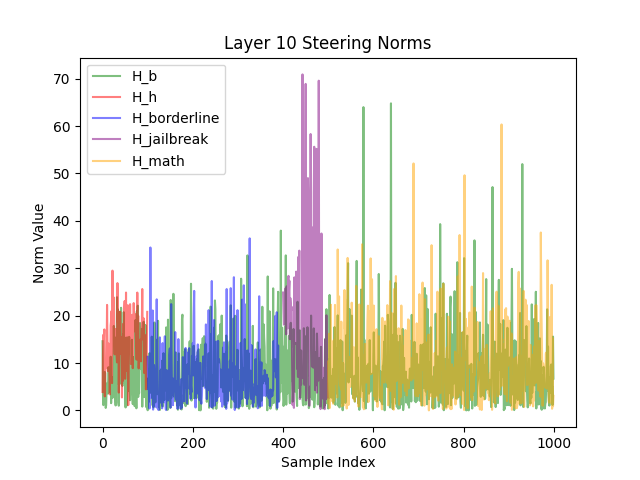 Layer 10 Steering Norms
H_b
H_h
H_borderline
H_jailbreak
H_math
Norm Value
70
60
50
40
30
20
10
0
0 200 400 600 800 1000
Sample Index